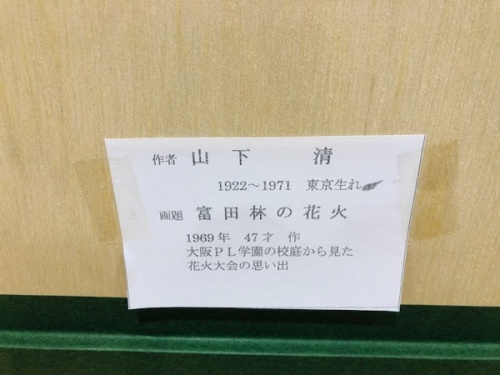 作者 山下 清
1922～1971 東京生れ
画題 富田林の花火
1969年 47才 作
大阪PL学園の校庭から見た
花火大会の思い出